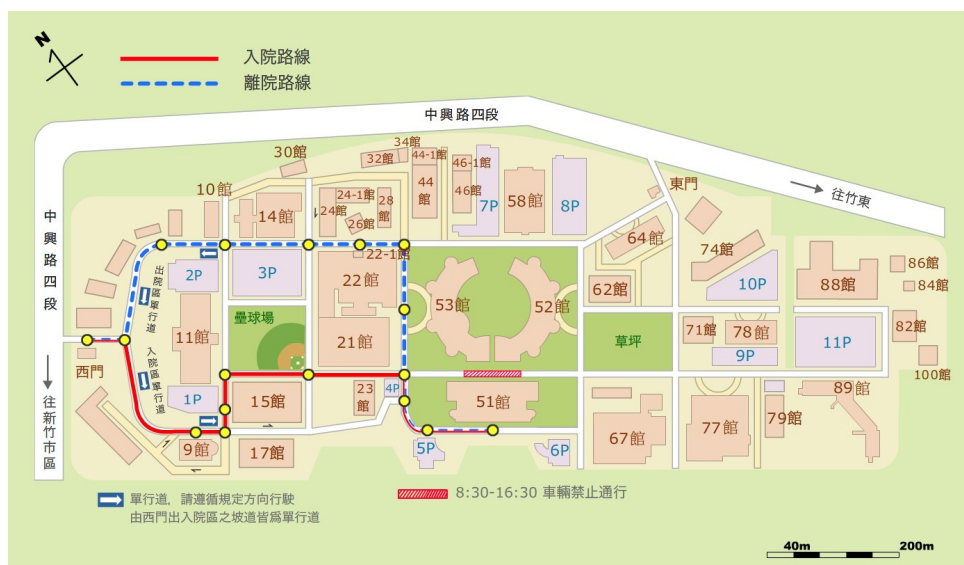 N
入院路線
離院路線
中興路四段
34館
30館
32館
44-1館
46-1館
10館
24-1館
28館
44館
46館
7P
58館
8P
東門
往竹東
中興路四段
14館
24館
26館
64館
74館
22-1館
2P
3P
22館
86館
10P
88館
84館
62館
出院區單行道
53館
52館
壘球場
11館
21館
草坪
71館
78館
82館
9P
11P
西門
入院區單行道
100館
往新竹市區
1P
15館
23館
4P
51館
79館
89館
9館
17館
5P
6P
67館
77館
單行道, 請遵循規定方向行駛
由西門出入院區之坡道皆爲單行道
8:30-16:30 車輛禁止通行
40m
200m